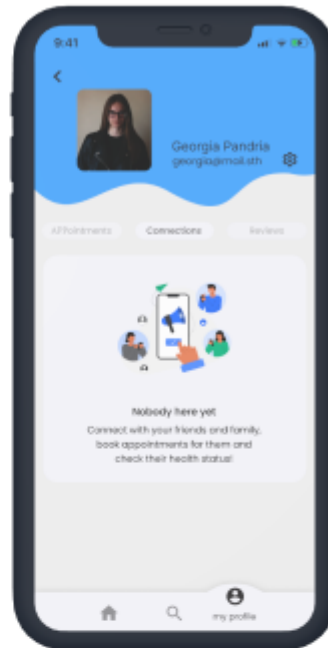 9:41
Georgia Pandria
georgia@mail.sth
Appointments
Connections
Reviews
Nobody here yet
Connect with your friends and family,
book appointments for them and
check their health status!
my profile